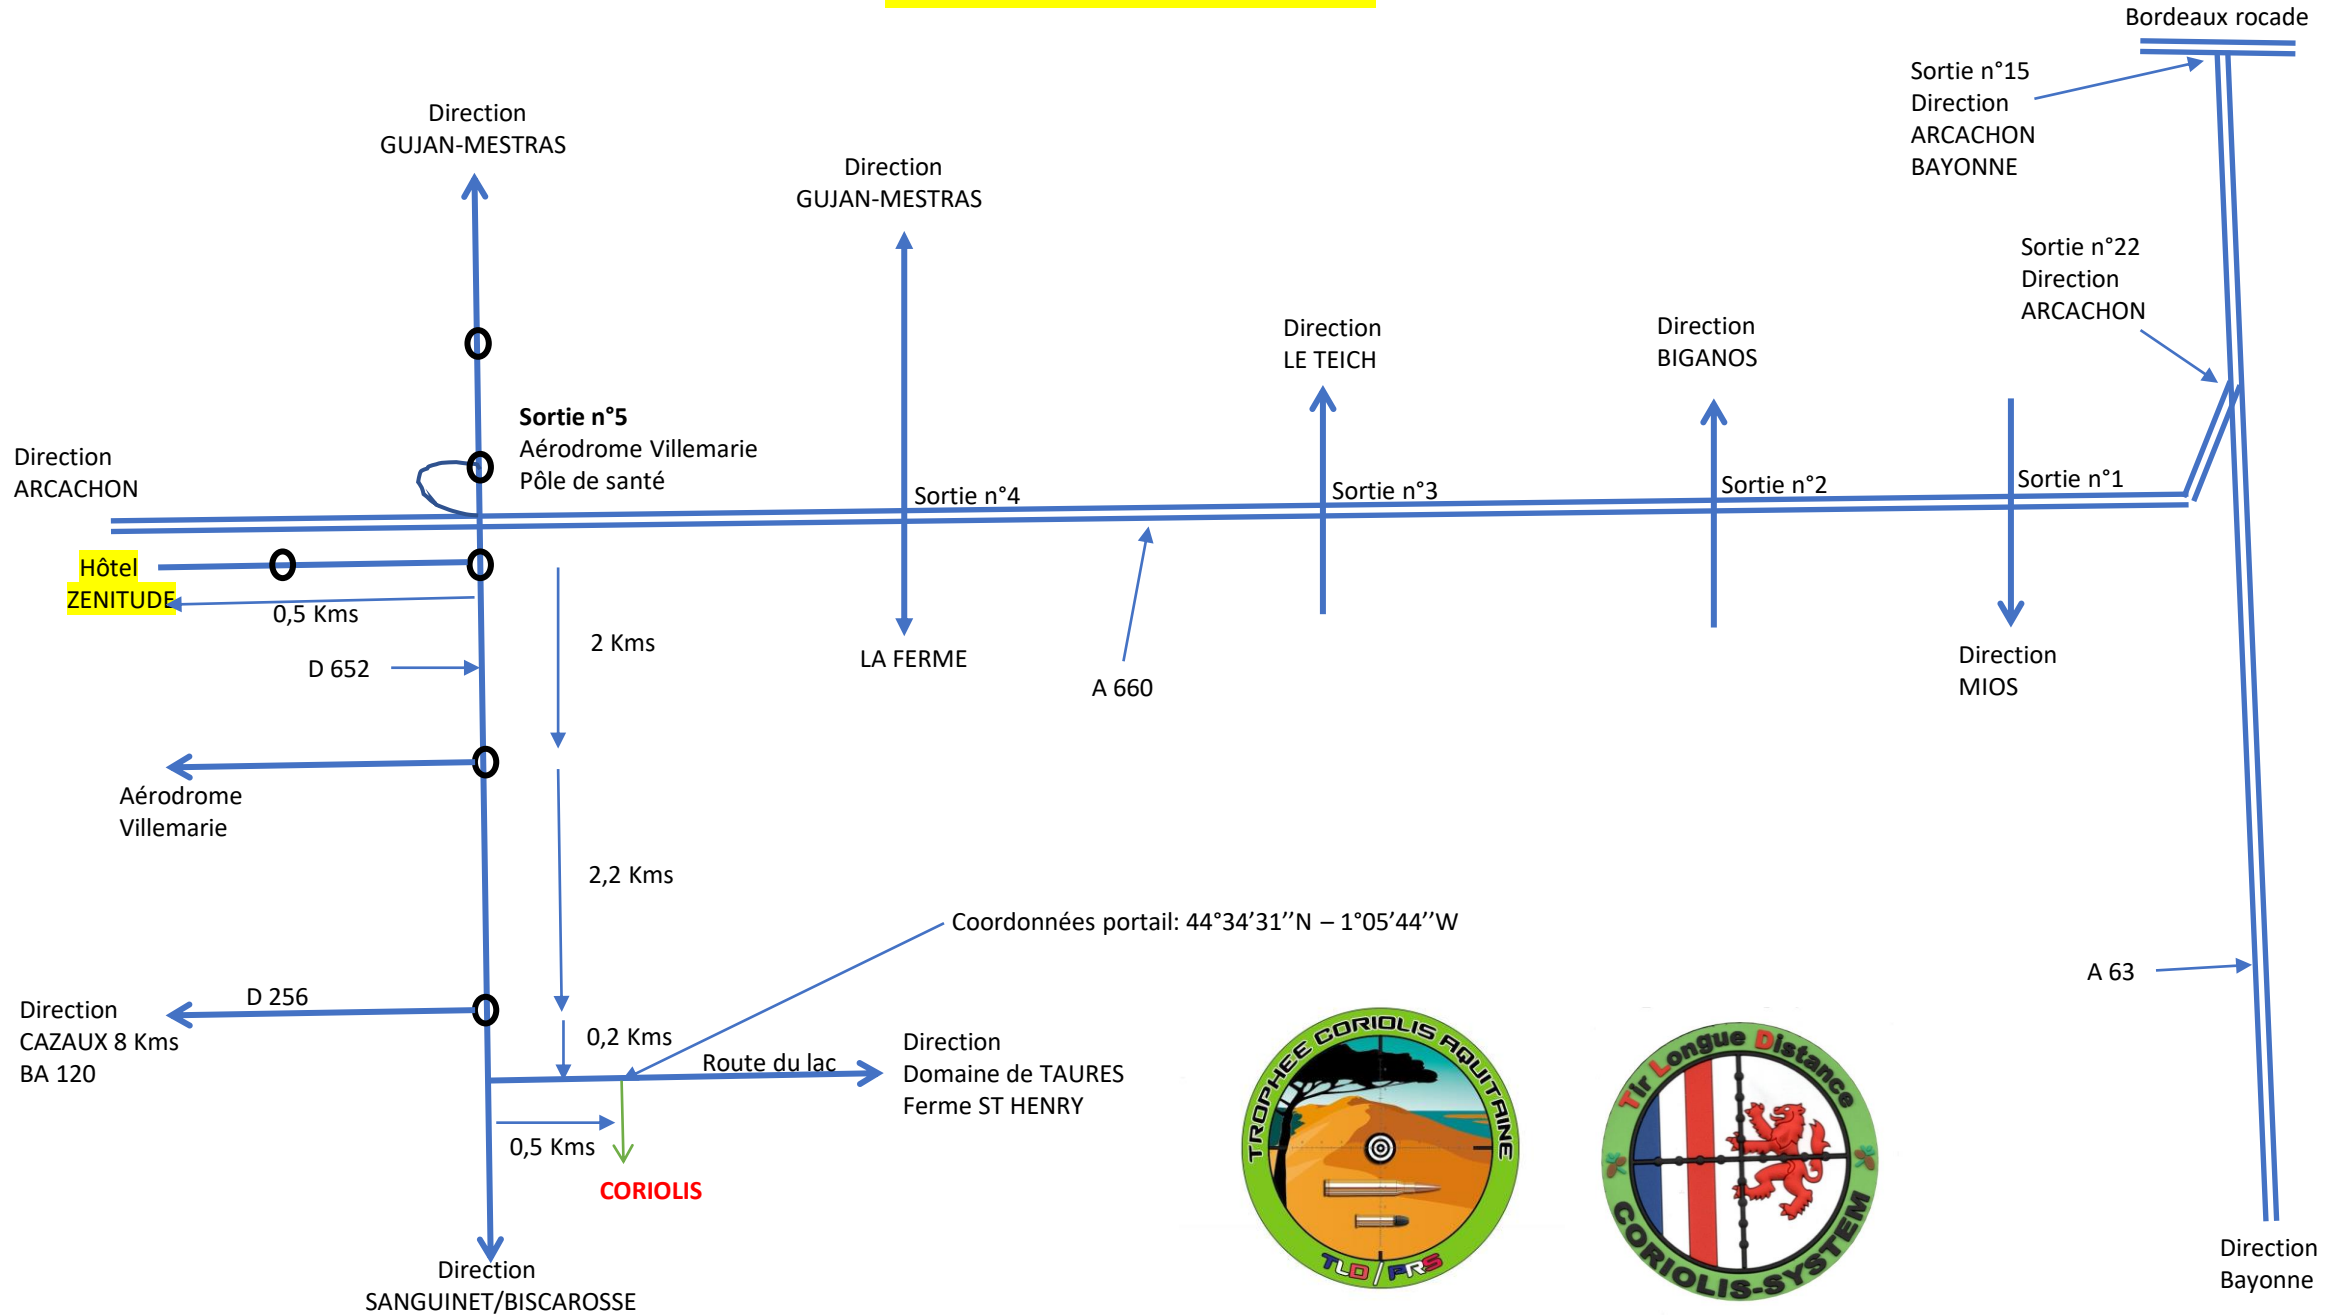 Bordeaux rocade
Sortie n°15
Direction
ARCACHON
BAYONNE
Direction
GUJAN-MESTRAS
Direction
GUJAN-MESTRAS
Sortie n°22
Direction
ARCACHON
Direction
LE TEICH
Direction
BIGANOS
Sortie n°5
Aérodrome Villemarie
Pôle de santé
Direction
ARCACHON
Sortie n°4
Sortie n°3
Sortie n°2
Sortie n°1
Hôtel
ZENITUDE
0,5 Kms
2 Kms
D 652
LA FERME
A 660
Direction
MIOS
Aérodrome
Villemarie
2,2 Kms
Coordonnées portail: 44°34’31’’N – 1°05’44’’W
A 63
D 256
Direction
CAZAUX 8 Kms
BA 120
0,2 Kms
Route du lac
Direction
Domaine de TAURES
Ferme ST HENRY
0,5 Kms
CORIOLIS
TROPHEE CORIOLIS AQUITAINE
TLD / PRS
Tir Longue Distance
CORIOLIS-SYSTEM
Direction
SANGUINET/BISCAROSSE
Direction
Bayonne